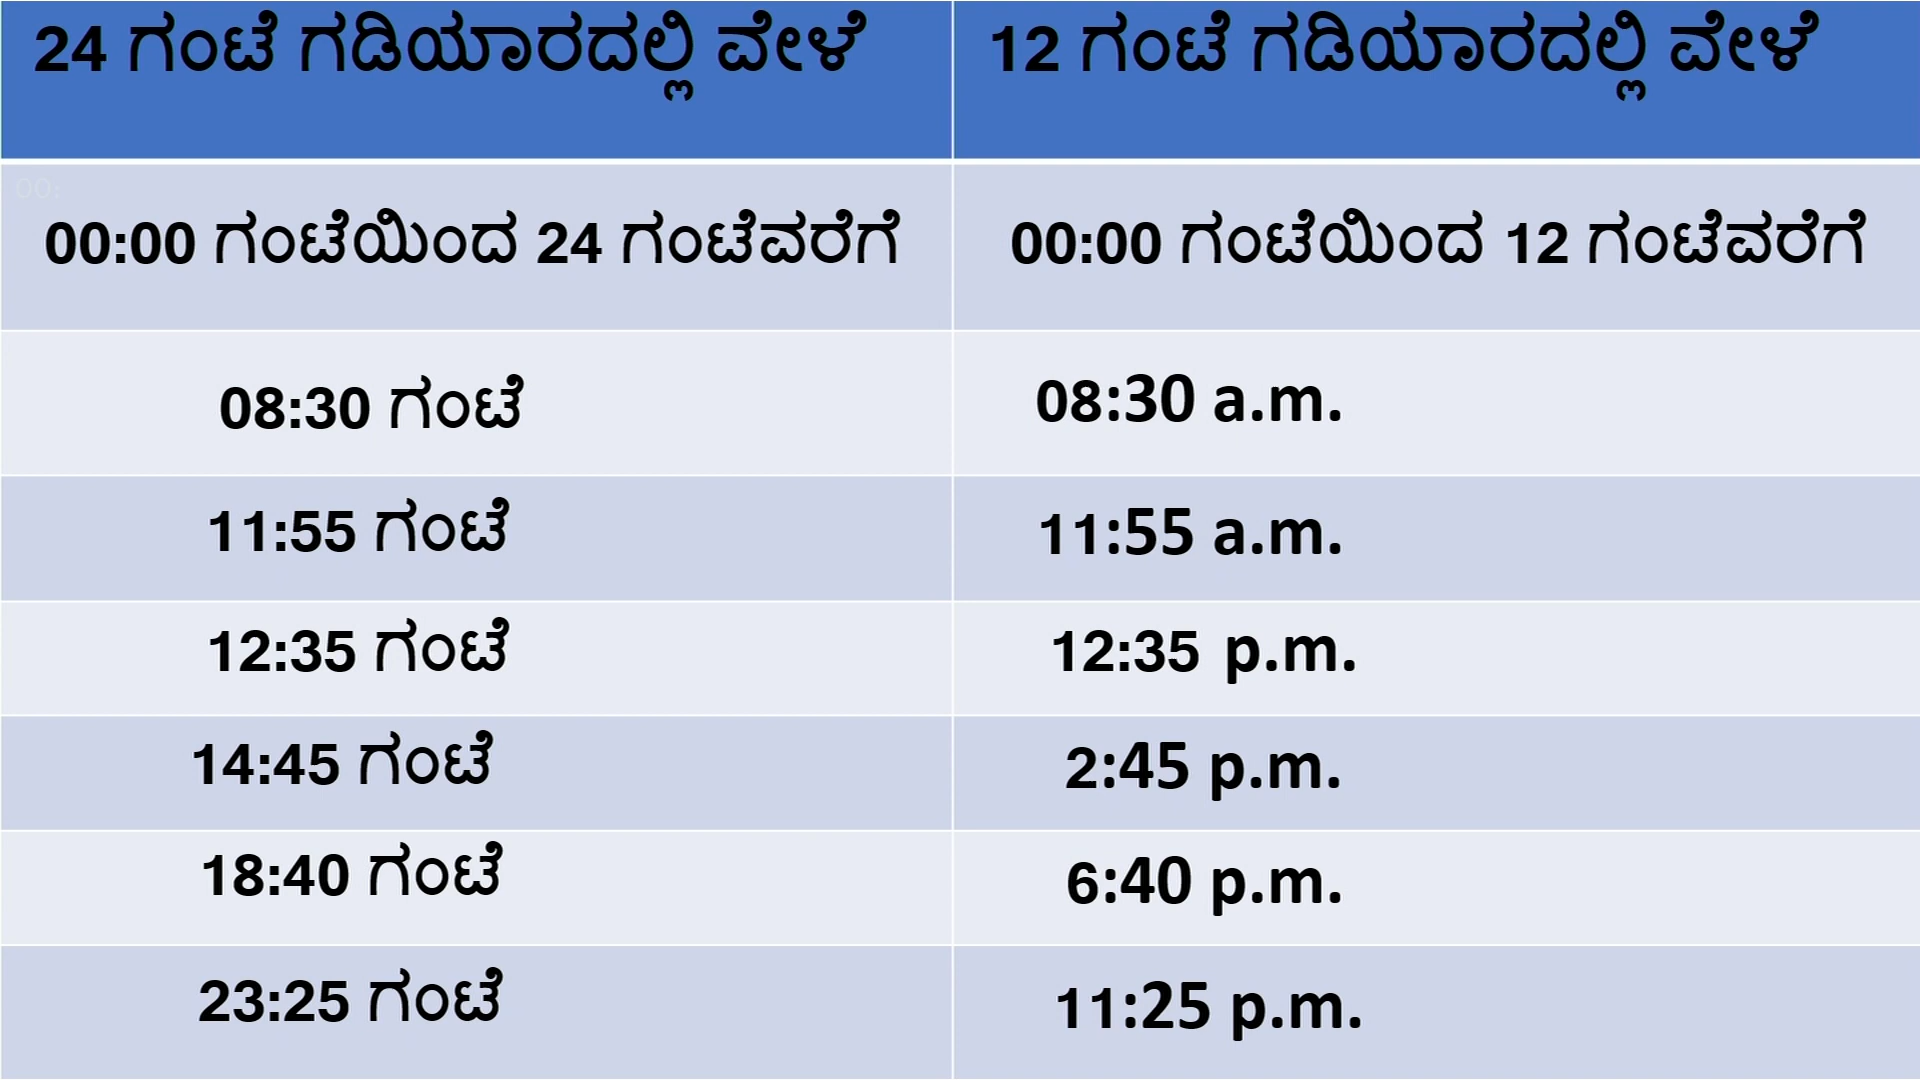 24 ಗಂಟೆ ಗಡಿಯಾರದಲ್ಲಿ ವೇಳೆ
12 ಗಂಟೆ ಗಡಿಯಾರದಲ್ಲಿ ವೇಳೆ
00:
00:00 ಗಂಟೆಯಿಂದ 24 ಗಂಟೆವರೆಗೆ
00:00 ಗಂಟೆಯಿಂದ 12 ಗಂಟೆವರೆಗೆ
08:30 ಗಂಟೆ
08:30 a.m.
11:55 ಗಂಟೆ
11:55 a.m.
12:35 ಗಂಟೆ
12:35 p.m.
14:45 ಗಂಟೆ
2:45 p.m.
18:40 ಗಂಟೆ
6:40 p.m.
23:25 ಗಂಟೆ
11:25 p.m.